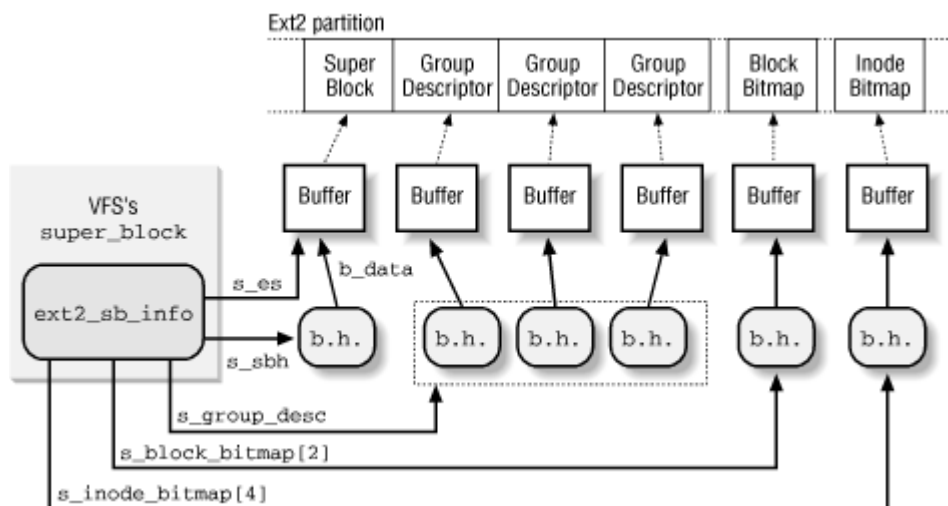 Ext2 partition
Super Block
Group Descriptor
Group Descriptor
Group Descriptor
Block Bitmap
Inode Bitmap
Buffer
Buffer
Buffer
Buffer
Buffer
Buffer
VFS's
super_block
ext2_sb_info
s_es
b_data
s_sbh
b.h.
b.h.
b.h.
b.h.
b.h.
b.h.
s_group_desc
s_block_bitmap[2]
s_inode_bitmap[4]